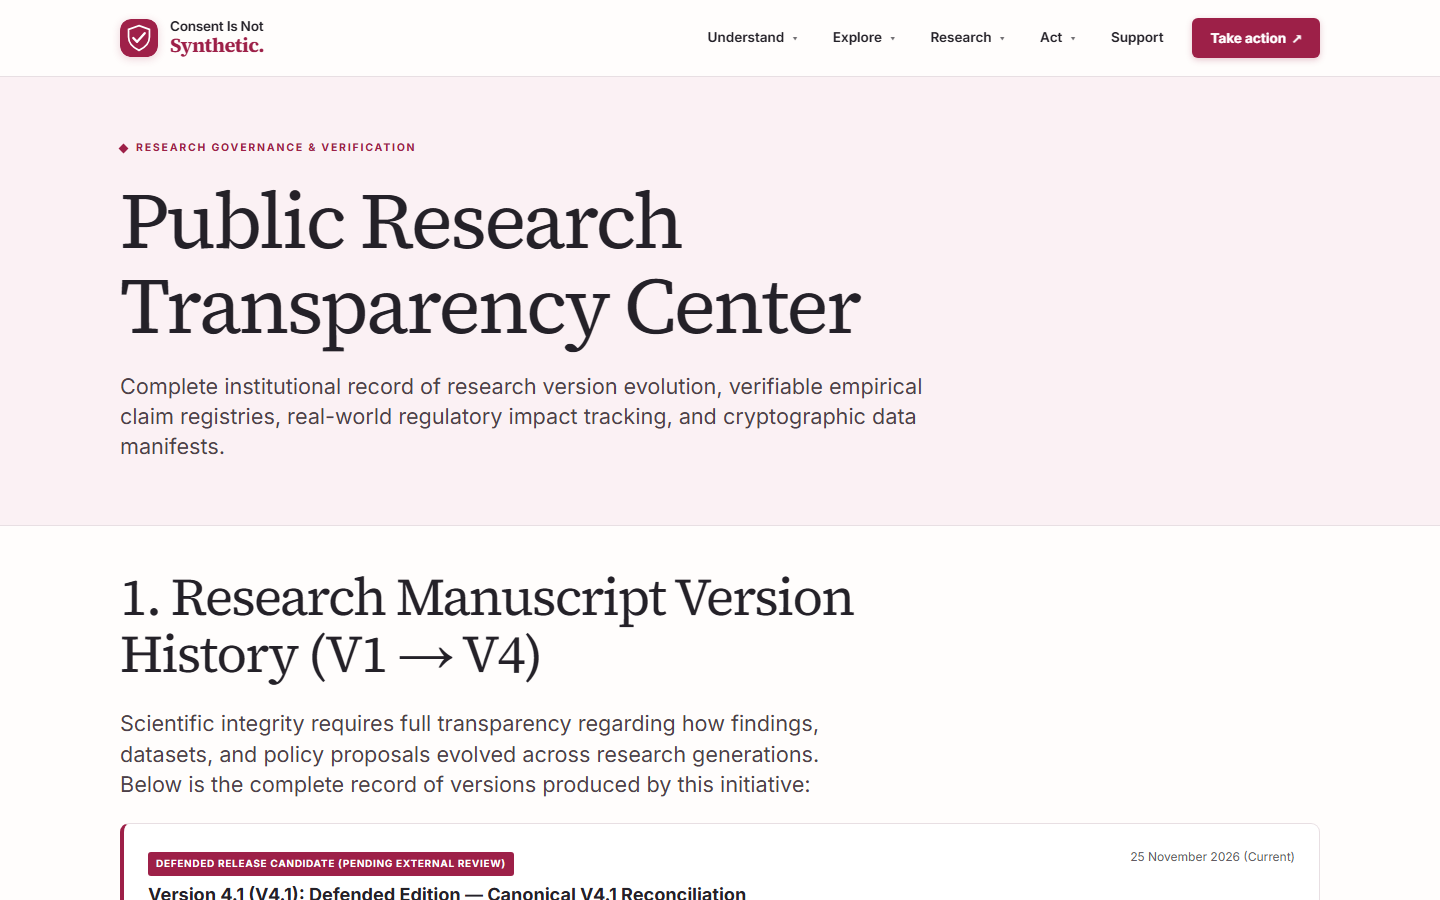 Consent Is Not
Synthetic.
Understand
Explore
Research
Act
Support
Take action ↗
RESEARCH GOVERNANCE & VERIFICATION
Public Research
Transparency Center
Complete institutional record of research version evolution, verifiable empirical
claim registries, real-world regulatory impact tracking, and cryptographic data
manifests.
1. Research Manuscript Version
History (V1 → V4)
Scientific integrity requires full transparency regarding how findings,
datasets, and policy proposals evolved across research generations.
Below is the complete record of versions produced by this initiative:
DEFENDED RELEASE CANDIDATE (PENDING EXTERNAL REVIEW)
25 November 2026 (Current)
Version 4.1 (V4.1): Defended Edition — Canonical V4.1 Reconciliation